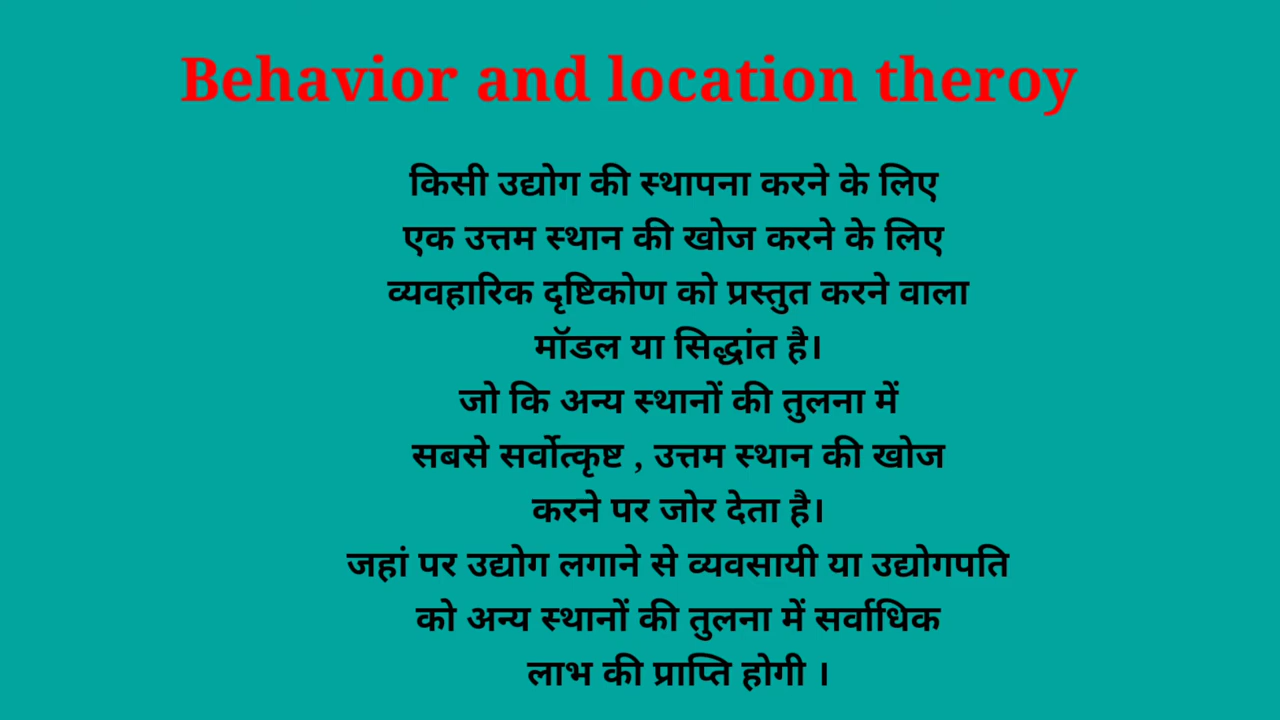 Behavior and location theroy
किसी उद्योग की स्थापना करने के लिए
एक उत्तम स्थान की खोज करने के लिए
व्यवहारिक दृष्टिकोण को प्रस्तुत करने वाला
मॉडल या सिद्धांत है।
जो कि अन्य स्थानों की तुलना में
सबसे सर्वोत्कृष्ट , उत्तम स्थान की खोज
करने पर जोर देता है।
जहां पर उद्योग लगाने से व्यवसायी या उद्योगपति
को अन्य स्थानों की तुलना में सर्वाधिक
लाभ की प्राप्ति होगी ।